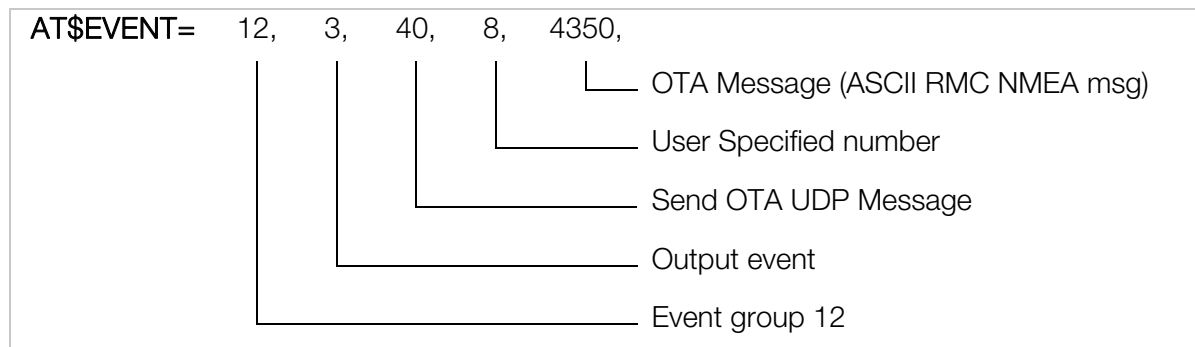 AT$EVENT= 12, 3, 40, 8, 4350,
OTA Message (ASCII RMC NMEA msg)
User Specified number
Send OTA UDP Message
Output event
Event group 12